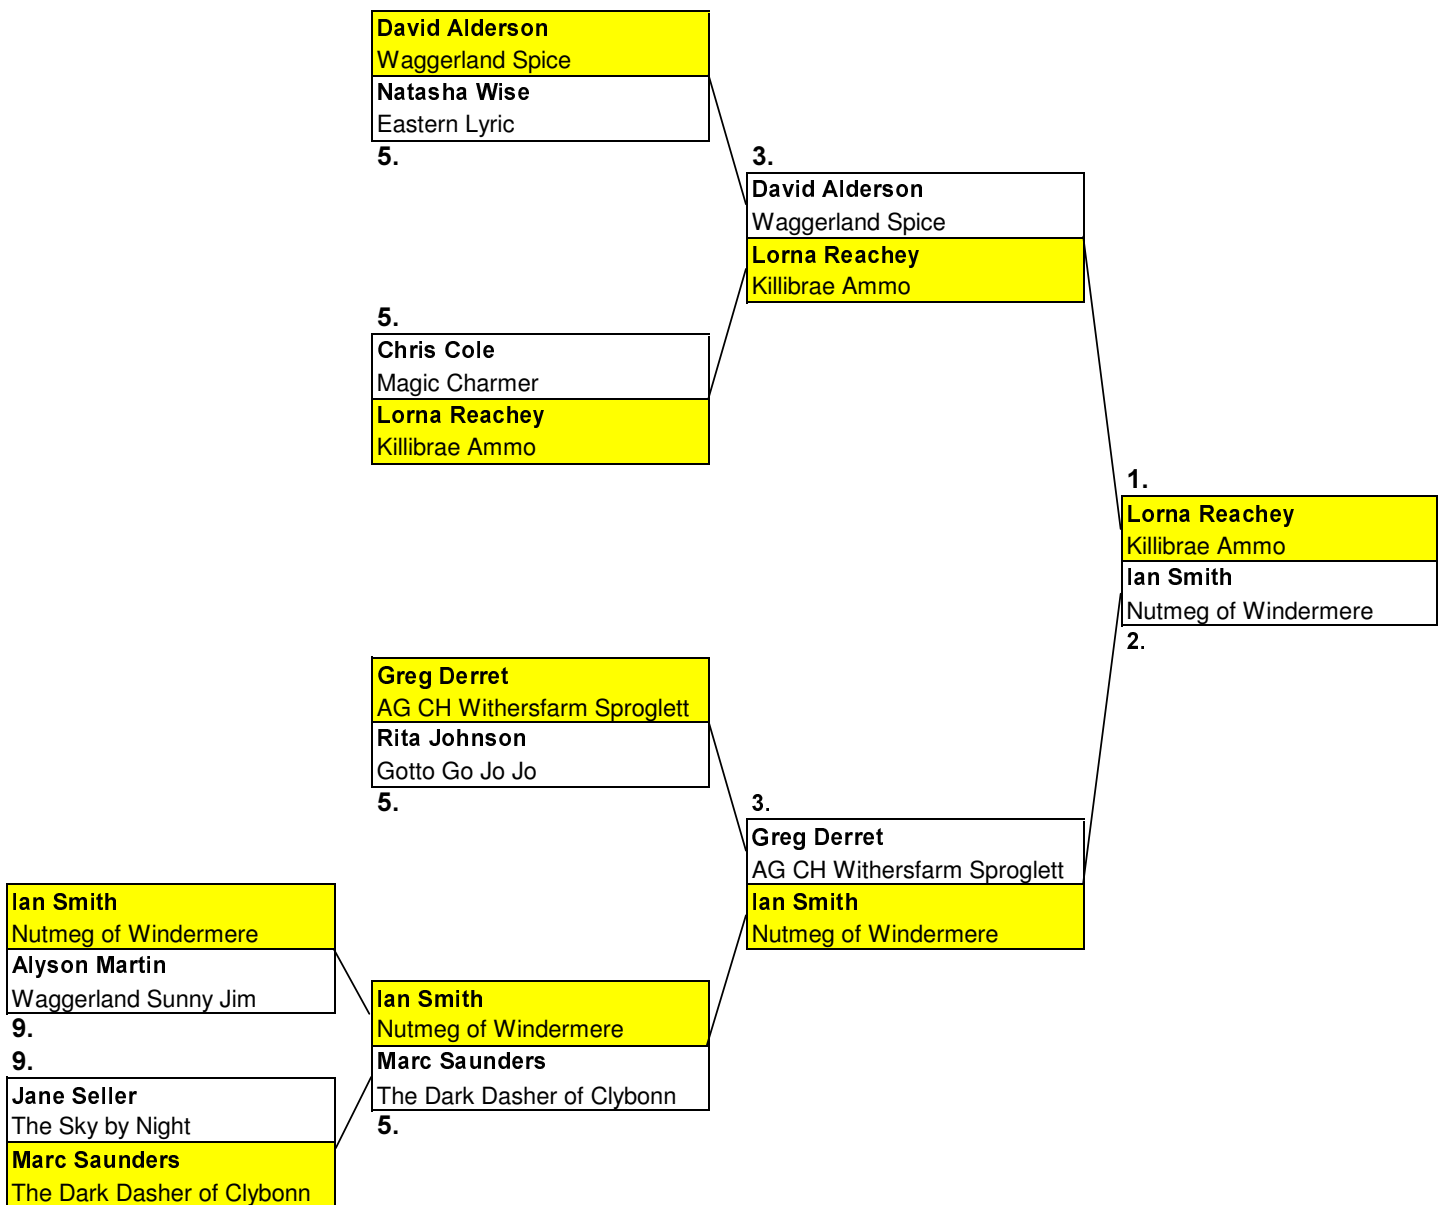 David Alderson
Waggerland Spice
Natasha Wise
Eastern Lyric
5.
3.
David Alderson
Waggerland Spice
Lorna Reachey
Killibrae Ammo
5.
Chris Cole
Magic Charmer
Lorna Reachey
Killibrae Ammo
1.
Lorna Reachey
Killibrae Ammo
Ian Smith
Nutmeg of Windermere
2.
Greg Derret
AG CH Withersfarm Sproglett
Rita Johnson
Gotto Go Jo Jo
5.
3.
Greg Derret
AG CH Withersfarm Sproglett
Ian Smith
Nutmeg of Windermere
Ian Smith
Nutmeg of Windermere
Alyson Martin
Waggerland Sunny Jim
9.
9.
Jane Seller
The Sky by Night
Marc Saunders
The Dark Dasher of Clybonn
Ian Smith
Nutmeg of Windermere
Marc Saunders
The Dark Dasher of Clybonn
5.